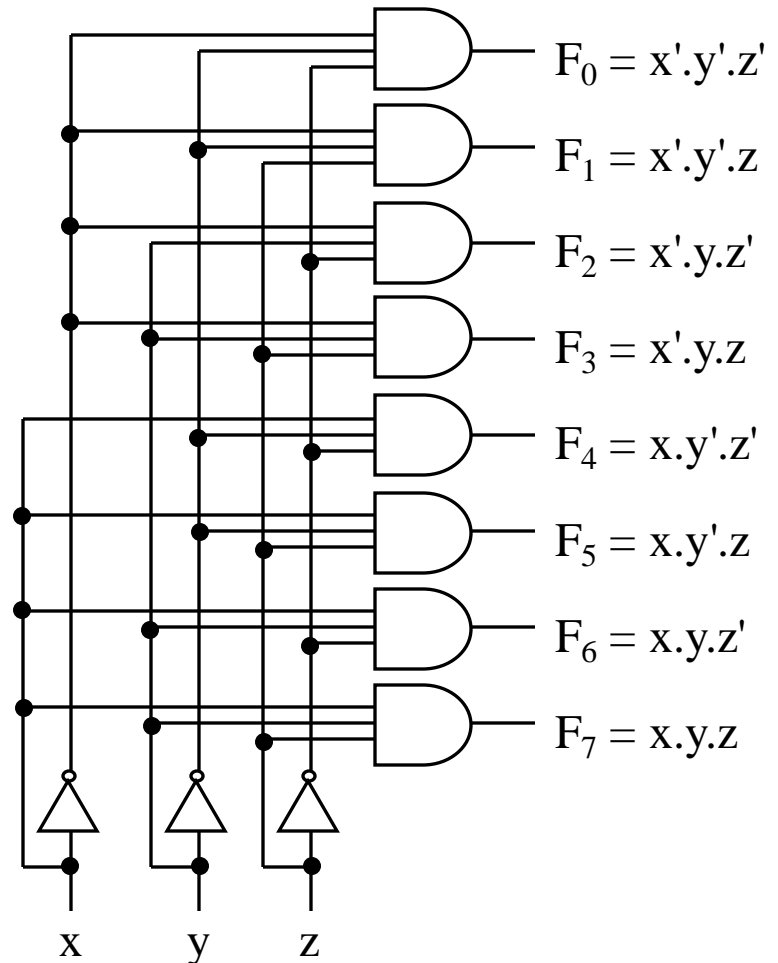 F₀ = x'.y'.z'
F₁ = x'.y'.z
F₂ = x'.y.z'
F₃ = x'.y.z
F₄ = x.y'.z'
F₅ = x.y'.z
F₆ = x.y.z'
F₇ = x.y.z
x y z